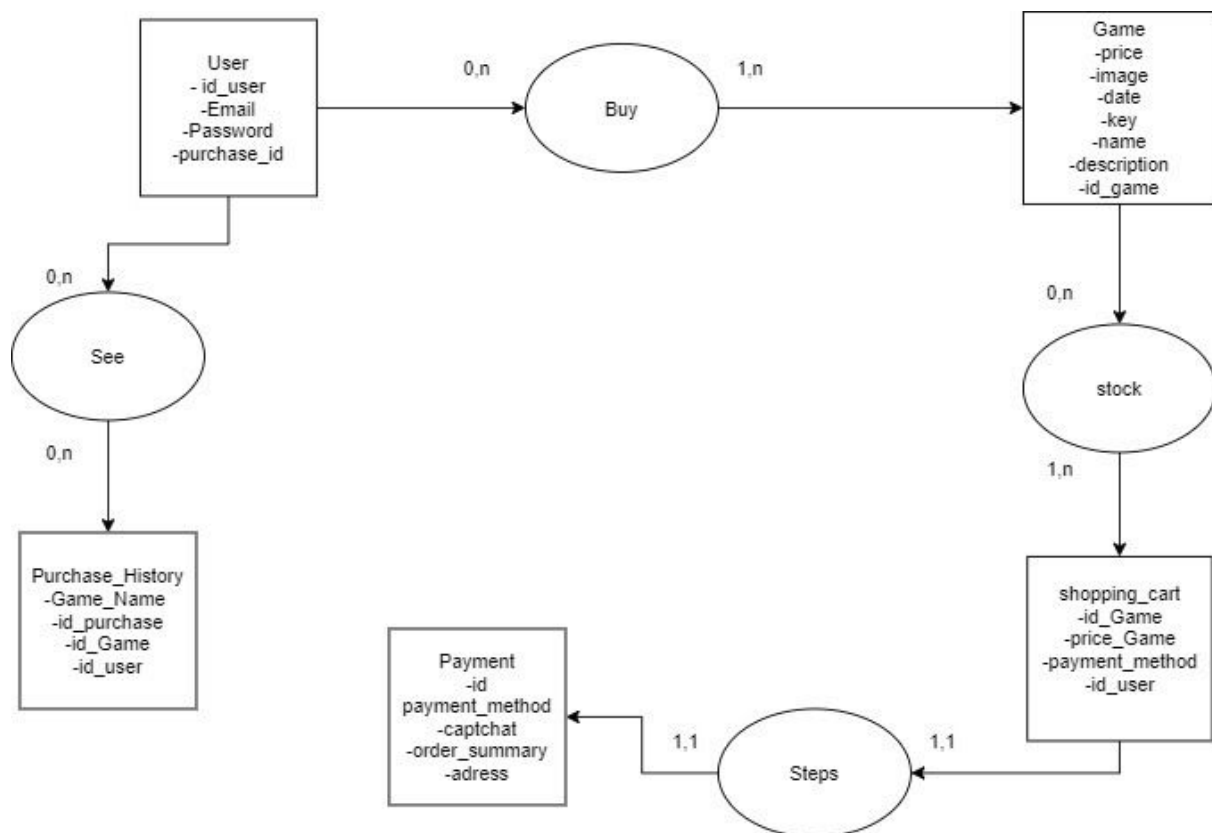 User
- id_user
-Email
-Password
-purchase_id
0,n
Buy
1,n
Game
-price
-image
-date
-key
-name
-description
-id_game
0,n
See
0,n
Purchase_History
-Game_Name
-id_purchase
-id_Game
-id_user
0,n
stock
1,n
shopping_cart
-id_Game
-price_Game
-payment_method
-id_user
1,1
Steps
1,1
Payment
-id
payment_method
-captchat
-order_summary
-adress